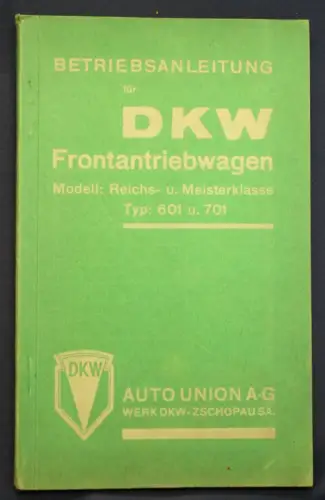 BETRIEBSANLEITUNG
für
DKW
Frontantriebwagen
Modell: Reichs- u. Meisterklasse
Typ: 601 u. 701
DKW
AUTO UNION A-G
WERK DKW-ZSCHOPAU SA.